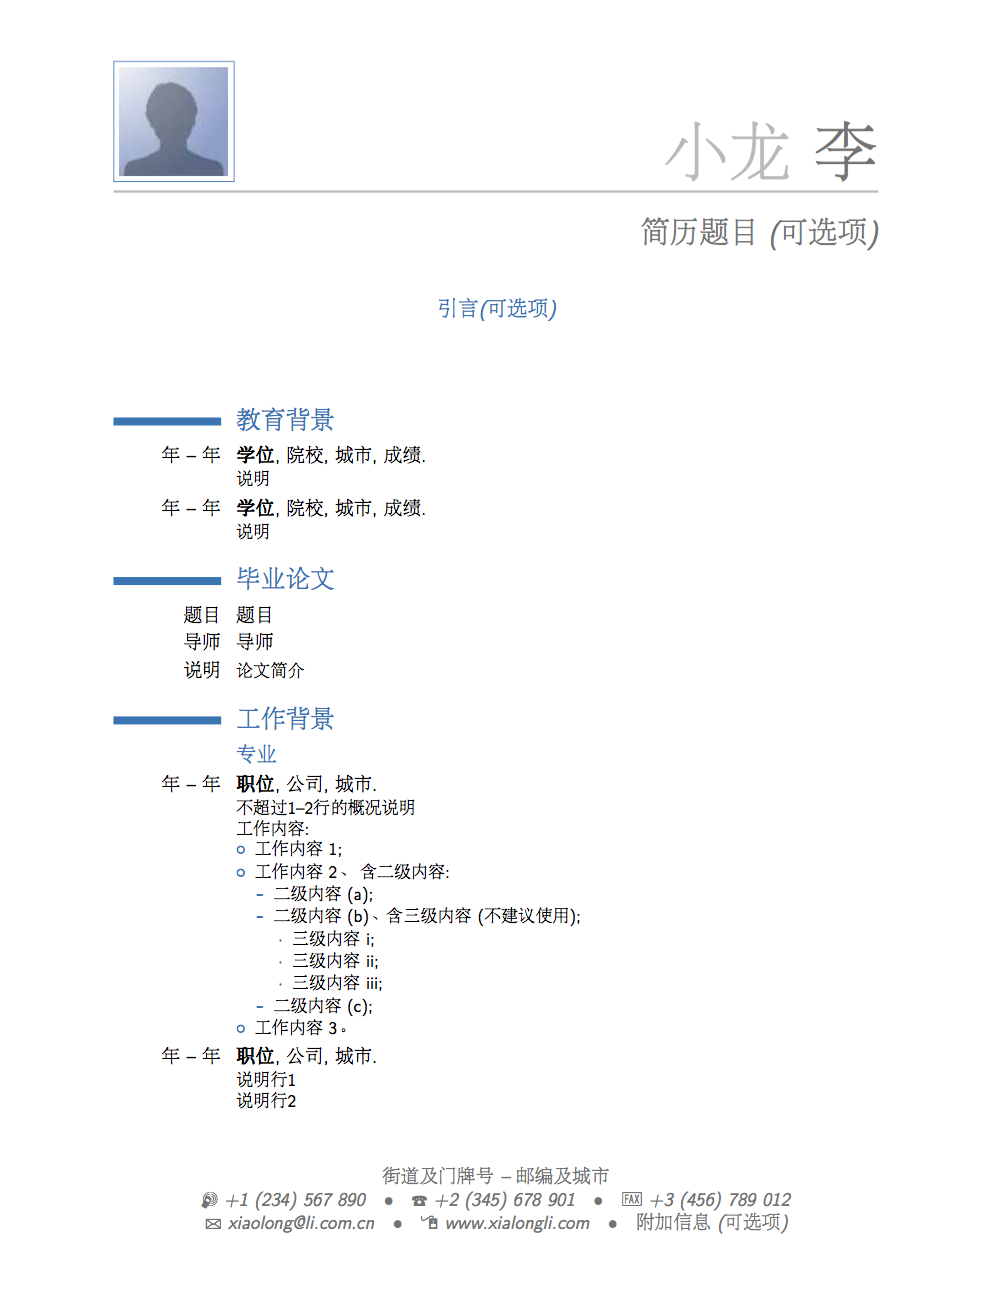 小龙 李
简历题目 (可选项)
引言(可选项)
教育背景
年 – 年 学位, 院校, 城市, 成绩.
说明
年 – 年 学位, 院校, 城市, 成绩.
说明
毕业论文
题目 题目
导师 导师
说明 论文简介
工作背景
专业
年 – 年 职位, 公司, 城市.
不超过1–2行的概况说明
工作内容:
工作内容 1;
工作内容 2、 含二级内容:
– 二级内容 (a);
– 二级内容 (b)、含三级内容 (不建议使用);
· 三级内容 i;
· 三级内容 ii;
· 三级内容 iii;
– 二级内容 (c);
工作内容 3。
年 – 年 职位, 公司, 城市.
说明行1
说明行2
街道及门牌号 – 邮编及城市
+1 (234) 567 890 • ☎ +2 (345) 678 901 • FAX +3 (456) 789 012
✉ xiaolong@li.com.cn • www.xialongli.com • 附加信息 (可选项)